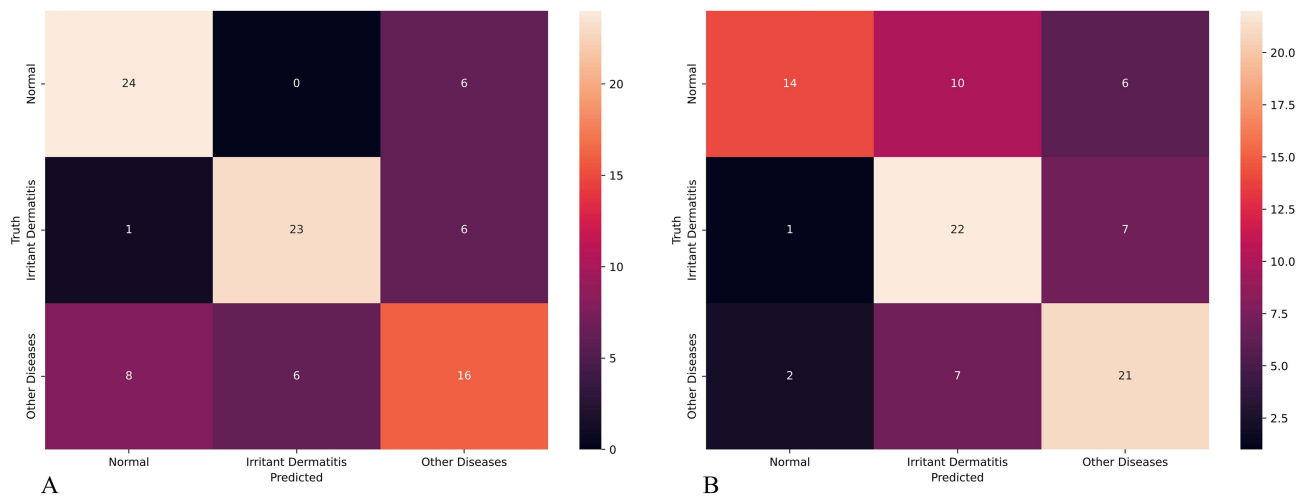 24 0 6
1 23 6
8 6 16
Normal
Irritant Dermatitis
Other Diseases
Truth
Normal Irritant Dermatitis Other Diseases
Predicted
20
15
10
5
0
A
14 10 6
1 22 7
2 7 21
Normal
Irritant Dermatitis
Other Diseases
Truth
Normal Irritant Dermatitis Other Diseases
Predicted
20.0
17.5
15.0
12.5
10.0
7.5
5.0
2.5
B